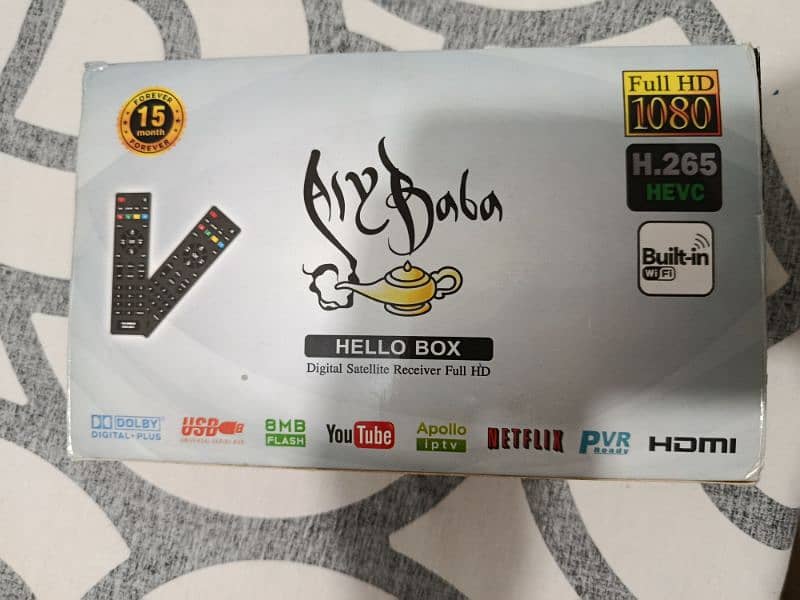 FOREVER
15
month
FOREVER
Full HD
1080
H.265
HEVC
Built-in
WiFi
Aly Baba
HELLO BOX
Digital Satellite Receiver Full HD
DOLBY
DIGITAL+PLUS
USB
8MB
FLASH
YouTube
Apollo
iptv
NETFLIX
PVR
Ready
HDMI